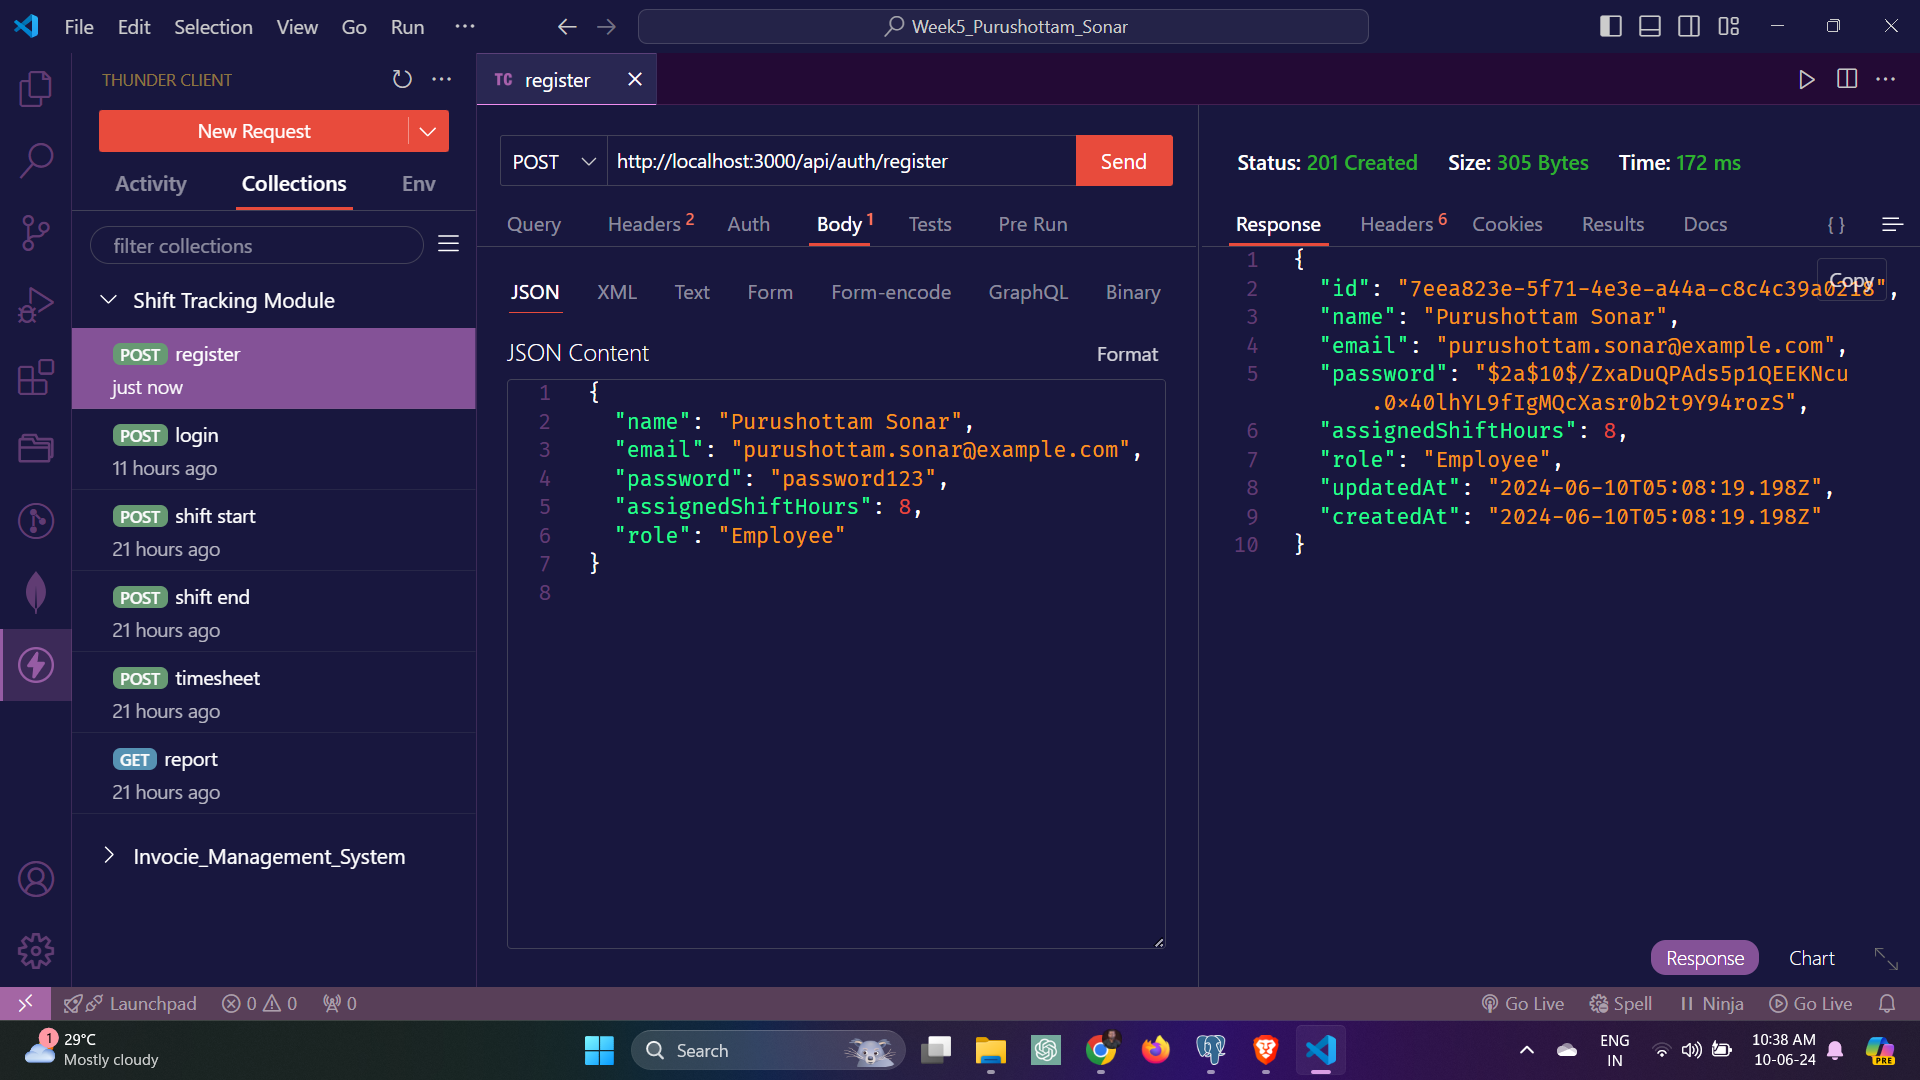 File Edit Selection View Go Run ···
Week5_Purushottam_Sonar
THUNDER CLIENT
New Request
Activity Collections Env
filter collections
Shift Tracking Module
POST register
just now
POST login
11 hours ago
POST shift start
21 hours ago
POST shift end
21 hours ago
POST timesheet
21 hours ago
GET report
21 hours ago
Invocie_Management_System
TC register
POST http://localhost:3000/api/auth/register Send
Query Headers 2 Auth Body 1 Tests Pre Run
JSON XML Text Form Form-encode GraphQL Binary
JSON Content Format
1 {
2 "name": "Purushottam Sonar",
3 "email": "purushottam.sonar@example.com",
4 "password": "password123",
5 "assignedShiftHours": 8,
6 "role": "Employee"
7 }
8
Status: 201 Created Size: 305 Bytes Time: 172 ms
Response Headers 6 Cookies Results Docs { }
Copy
1 {
2 "id": "7eea823e-5f71-4e3e-a44a-c8c4c39a0218",
3 "name": "Purushottam Sonar",
4 "email": "purushottam.sonar@example.com",
5 "password": "$2a$10$/ZxaDuQPAds5p1QEEKNcu
.0x40lhYL9fIgMQcXasr0b2t9Y94rozS",
6 "assignedShiftHours": 8,
7 "role": "Employee",
8 "updatedAt": "2024-06-10T05:08:19.198Z",
9 "createdAt": "2024-06-10T05:08:19.198Z"
10 }
Response Chart
Launchpad 0 0 0 Go Live Spell Ninja Go Live
1 29°C
Mostly cloudy
Search
ENG
IN
10:38 AM
10-06-24
PRE